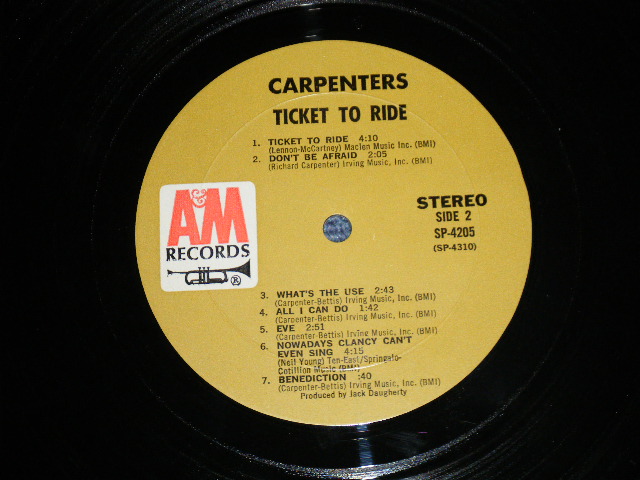 CARPENTERS
TICKET TO RIDE
1. TICKET TO RIDE 4:10
(Lennon-McCartney) Maclen Music Inc. (BMI)
2. DON'T BE AFRAID 2:05
(Richard Carpenter) Irving Music, Inc. (BMI)
A&M
RECORDS
®
STEREO
SIDE 2
SP-4205
(SP-4310)
3. WHAT'S THE USE 2:43
(Carpenter-Bettis) Irving Music, Inc. (BMI)
4. ALL I CAN DO 1:42
(Carpenter-Bettis) Irving Music, Inc. (BMI)
5. EVE 2:51
(Carpenter-Bettis) Irving Music, Inc. (BMI)
6. NOWADAYS CLANCY CAN'T
EVEN SING 4:15
(Neil Young) Ten-East/Springalo-
Cotillion Music (BMI)
7. BENEDICTION :40
(Carpenter-Bettis) Irving Music, Inc. (BMI)
Produced by Jack Daugherty